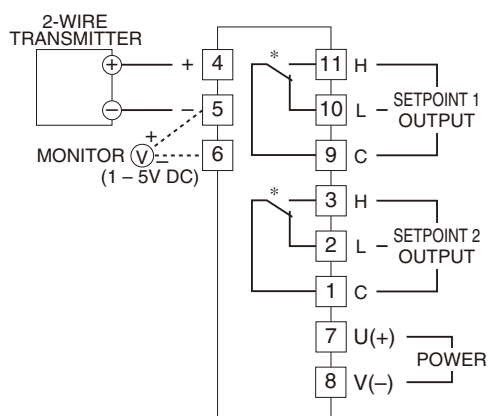 2-WIRE
TRANSMITTER
+ + 4
− − 5
MONITOR V + − 6
(1 – 5V DC)
* 11 H
10 L SETPOINT 1
OUTPUT
9 C
* 3 H
2 L SETPOINT 2
OUTPUT
1 C
7 U(+)
POWER
8 V(–)